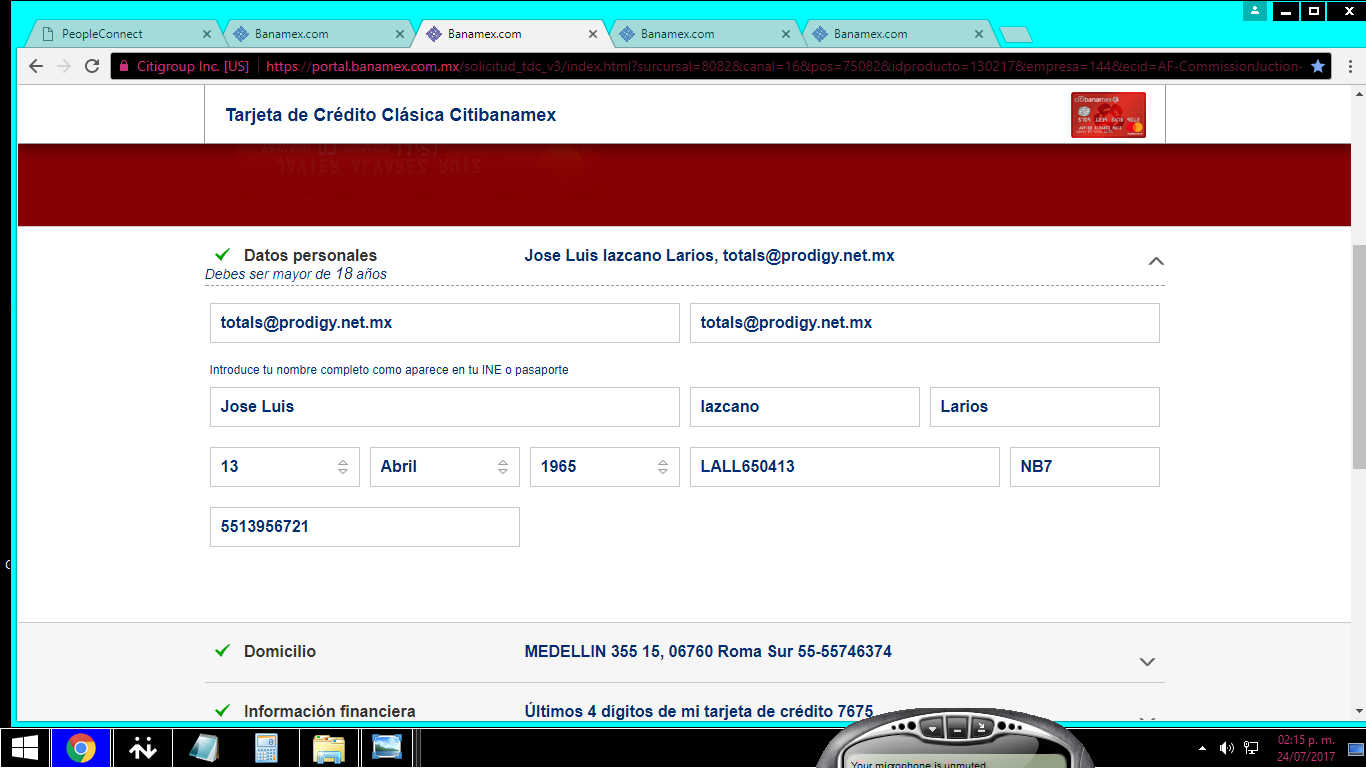 PeopleConnect
Banamex.com
Banamex.com
Banamex.com
Banamex.com
Citigroup Inc. [US] https://portal.banamex.com.mx/solicitud_tdc_v3/index.html?surcursal=8082&canal=16&pos=75082&idproducto=130217&empresa=144&ecid=AF-CommissionJuction-
Tarjeta de Crédito Clásica Citibanamex
citibanamex
JAVIER ALVAREZ RUIZ
Datos personales Jose Luis lazcano Larios, totals@prodigy.net.mx
Debes ser mayor de 18 años
totals@prodigy.net.mx totals@prodigy.net.mx
Introduce tu nombre completo como aparece en tu INE o pasaporte
Jose Luis lazcano Larios
13 Abril 1965 LALL650413 NB7
5513956721
Domicilio MEDELLIN 355 15, 06760 Roma Sur 55-55746374
Información financiera Últimos 4 dígitos de mi tarjeta de crédito 7675
Your microphone is unmuted
02:15 p. m.
24/07/2017